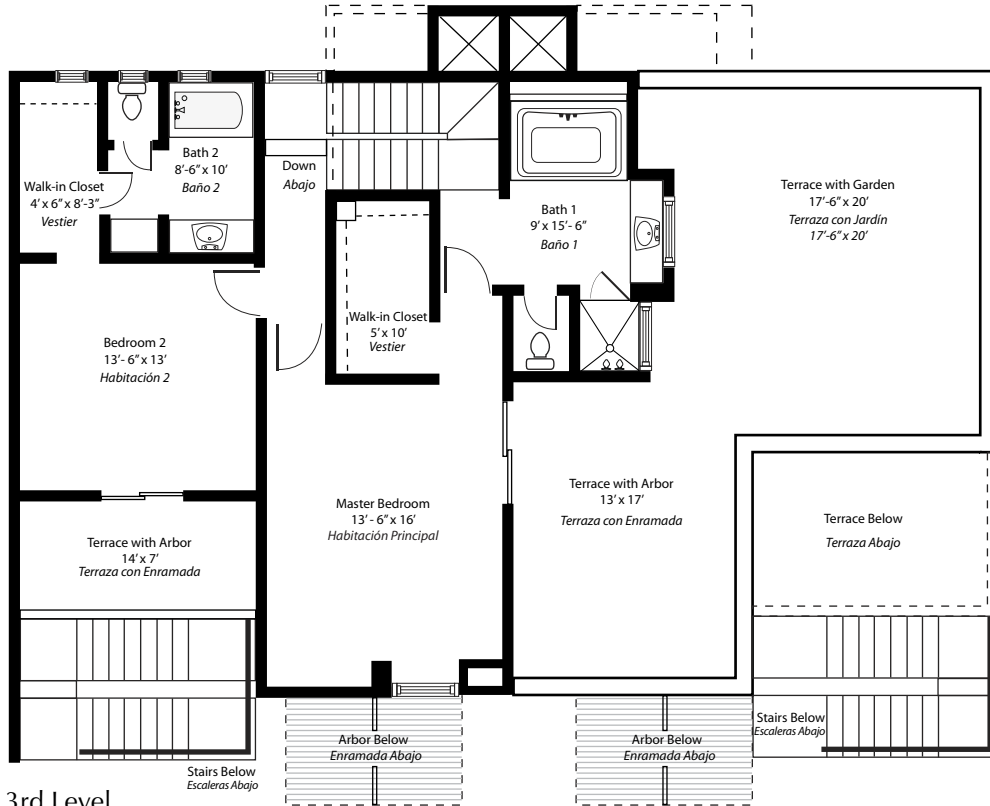 Bath 2
8'-6" x 10'
Baño 2
Walk-in Closet
4' x 6" x 8'-3"
Vestier
Down
Abajo
Bath 1
9' x 15'- 6"
Baño 1
Terrace with Garden
17'-6" x 20'
Terraza con Jardín
17'-6" x 20'
Walk-in Closet
5' x 10'
Vestier
Bedroom 2
13'- 6" x 13'
Habitación 2
Master Bedroom
13' - 6" x 16'
Habitación Principal
Terrace with Arbor
13' x 17'
Terraza con Enramada
Terrace Below
Terraza Abajo
Terrace with Arbor
14' x 7'
Terraza con Enramada
Stairs Below
Escaleras Abajo
Arbor Below
Enramada Abajo
Arbor Below
Enramada Abajo
Stairs Below
Escaleras Abajo
3rd Level